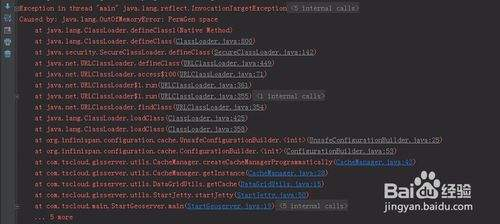 Exception in thread "main" java.lang.reflect.InvocationTargetException <5 internal calls>
Caused by: java.lang.OutOfMemoryError: PermGen space
at java.lang.ClassLoader.defineClass1(Native Method)
at java.lang.ClassLoader.defineClass(ClassLoader.java:800)
at java.security.SecureClassLoader.defineClass(SecureClassLoader.java:142)
at java.net.URLClassLoader.defineClass(URLClassLoader.java:449)
at java.net.URLClassLoader.access$100(URLClassLoader.java:71)
at java.net.URLClassLoader$1.run(URLClassLoader.java:361)
at java.net.URLClassLoader$1.run(URLClassLoader.java:355) <1 internal calls>
at java.net.URLClassLoader.findClass(URLClassLoader.java:354)
at java.lang.ClassLoader.loadClass(ClassLoader.java:425)
at java.lang.ClassLoader.loadClass(ClassLoader.java:358)
at org.infinispan.configuration.cache.UnsafeConfigurationBuilder.<init>(UnsafeConfigurationBuilder.java:25)
at org.infinispan.configuration.cache.ConfigurationBuilder.<init>(ConfigurationBuilder.java:53)
at com.tscloud.gisserver.utils.CacheManager.createCacheManagerProgrammatically(CacheManager.java:43)
at com.tscloud.gisserver.utils.CacheManager.getInstance(CacheManager.java:28)
at com.tscloud.gisserver.utils.DataGridUtils.getCache(DataGridUtils.java:15)
at com.tscloud.gisserver.utils.StartJetty.startJetty(StartJetty.java:50)
at com.tscloud.main.StartGeoserver.main(StartGeoserver.java:19) <5 internal calls>
... 5 more
Bai du 经验
jingyan.baidu.com